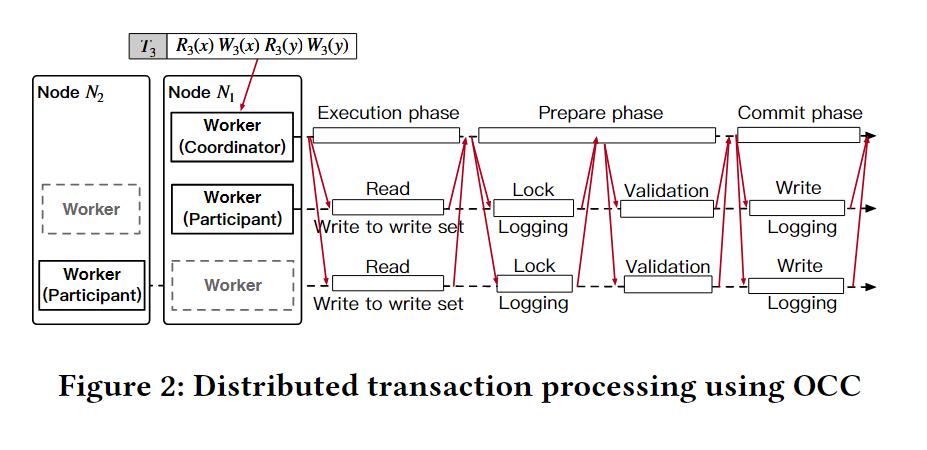 T3 R3(x) W3(x) R3(y) W3(y)
Node N2
Node N1
Execution phase
Prepare phase
Commit phase
Worker
(Coordinator)
Worker
Worker
(Participant)
Read
Write to write set
Lock
Logging
Validation
Write
Logging
Worker
(Participant)
Worker
Read
Write to write set
Lock
Logging
Validation
Write
Logging
Figure 2: Distributed transaction processing using OCC